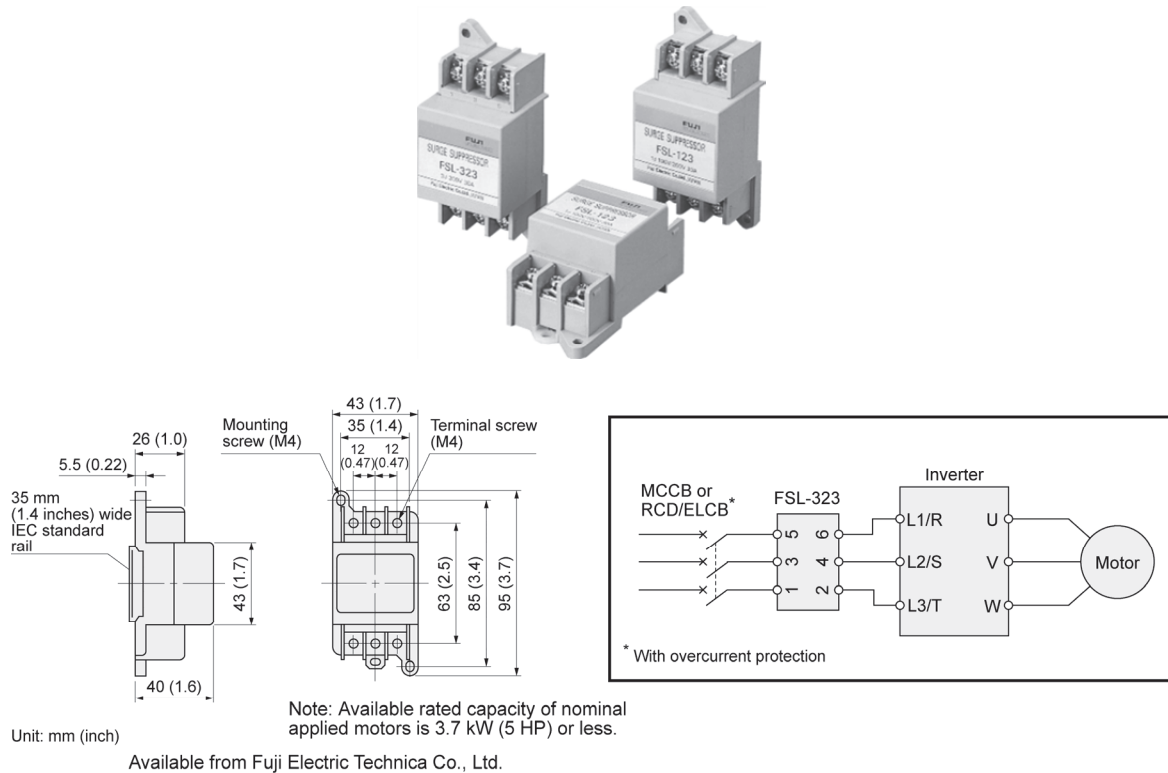 FUJI
SURGE SUPPRESSOR
FSL-323
FUJI
SURGE SUPPRESSOR
FSL-123
FUJI
SURGE SUPPRESSOR
FSL-123
43 (1.7)
35 (1.4)
12
(0.47)
12
(0.47)
Mounting
screw (M4)
Terminal screw
(M4)
26 (1.0)
5.5 (0.22)
35 mm
(1.4 inches) wide
IEC standard
rail
43 (1.7)
63 (2.5)
85 (3.4)
95 (3.7)
40 (1.6)
Note: Available rated capacity of nominal
applied motors is 3.7 kW (5 HP) or less.
Unit: mm (inch)
Available from Fuji Electric Technica Co., Ltd.
MCCB or
RCD/ELCB*
FSL-323
Inverter
5 6
3 4
1 2
L1/R U
L2/S V
L3/T W
Motor
* With overcurrent protection